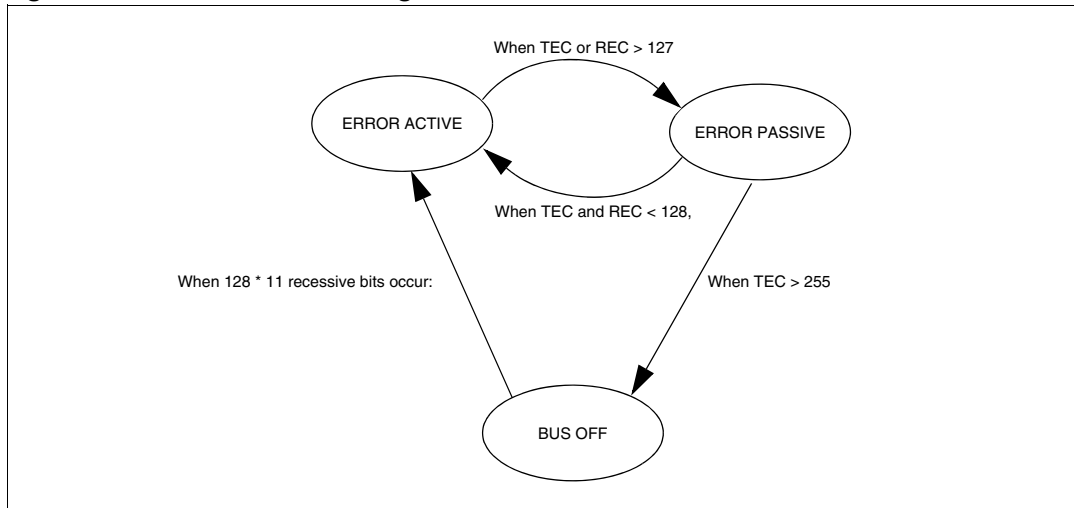 When TEC or REC > 127
ERROR ACTIVE
ERROR PASSIVE
When TEC and REC < 128,
When 128 * 11 recessive bits occur:
When TEC > 255
BUS OFF